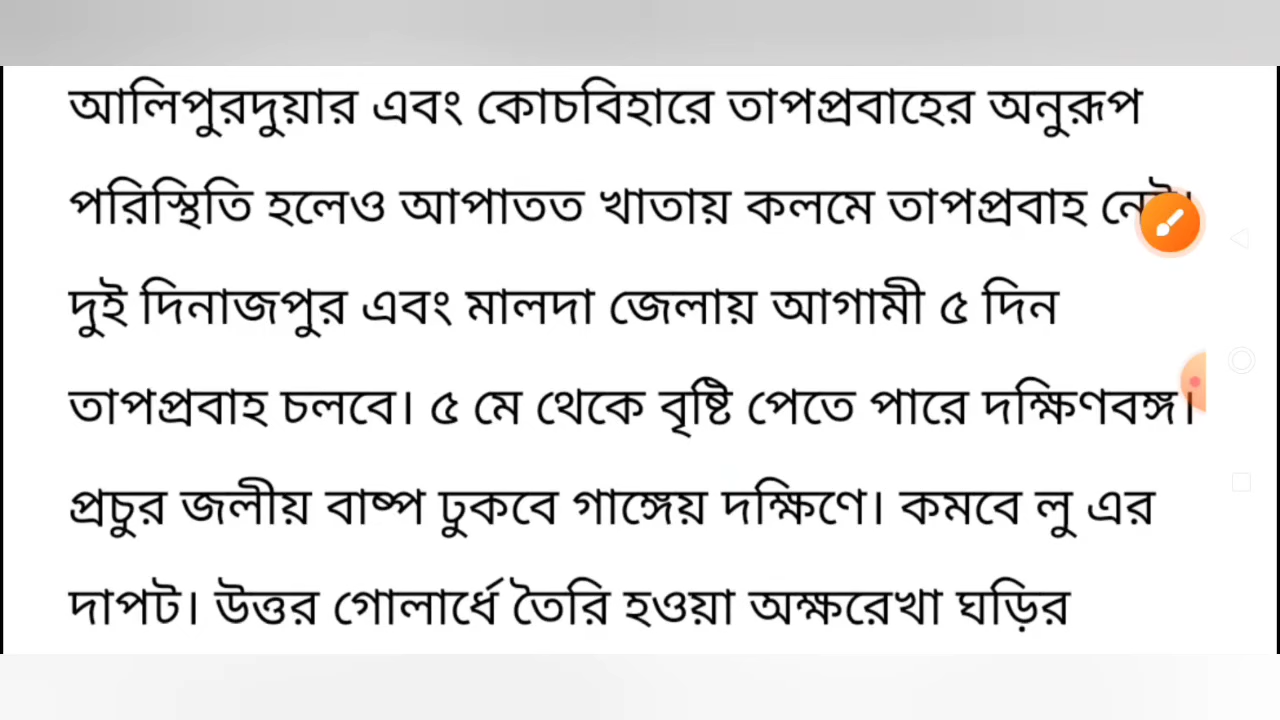 আলিপুরদুয়ার এবং কোচবিহারে তাপপ্রবাহের অনুরূপ
পরিস্থিতি হলেও আপাতত খাতায় কলমে তাপপ্রবাহ নেই।
দুই দিনাজপুর এবং মালদা জেলায় আগামী ৫ দিন
তাপপ্রবাহ চলবে। ৫ মে থেকে বৃষ্টি পেতে পারে দক্ষিণবঙ্গ।
প্রচুর জলীয় বাষ্প ঢুকবে গাঙ্গেয় দক্ষিণে। কমবে লু এর
দাপট। উত্তর গোলার্ধে তৈরি হওয়া অক্ষরেখা ঘড়ির